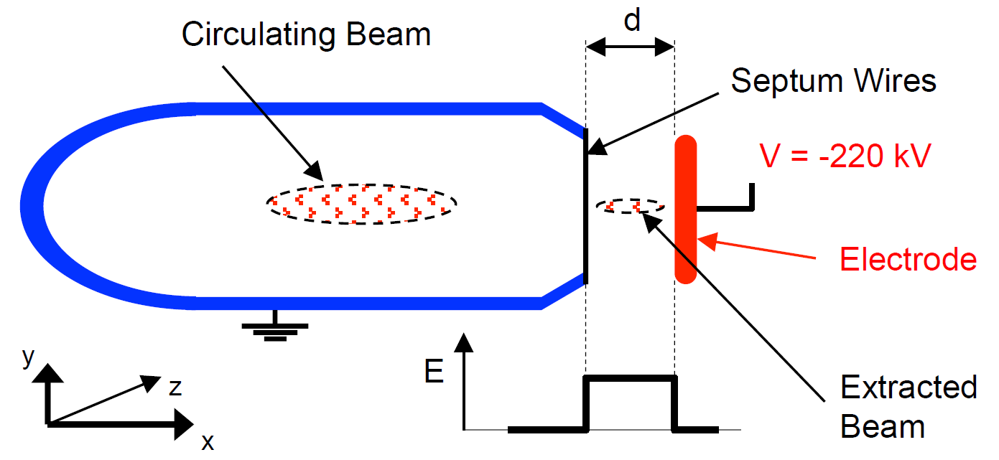 Circulating Beam
d
Septum Wires
V = -220 kV
Electrode
E
Extracted
Beam
y
z
x